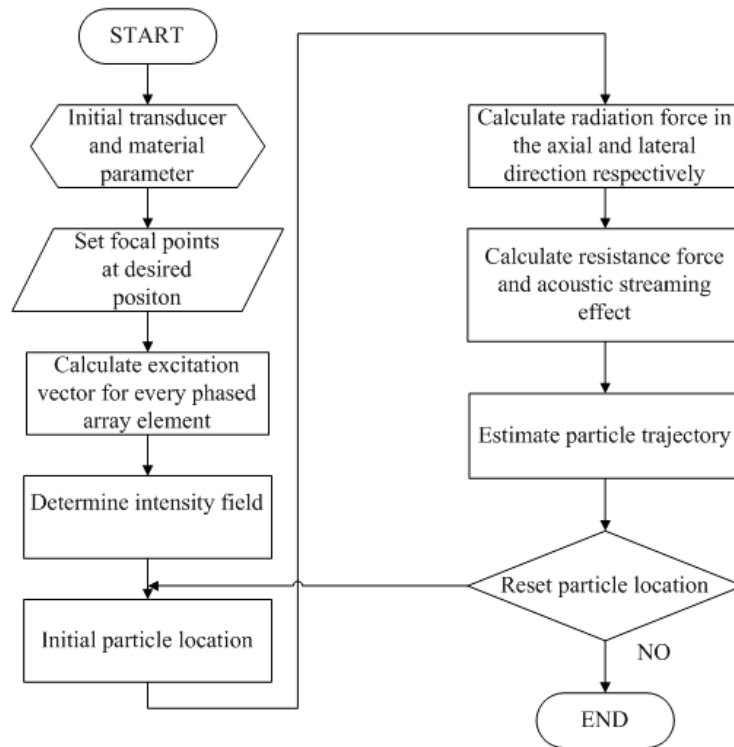 START
Initial transducer
and material
parameter
Set focal points
at desired
positon
Calculate excitation
vector for every phased
array element
Determine intensity field
Initial particle location
Calculate radiation force in
the axial and lateral
direction respectively
Calculate resistance force
and acoustic streaming
effect
Estimate particle trajectory
Reset particle location
NO
END